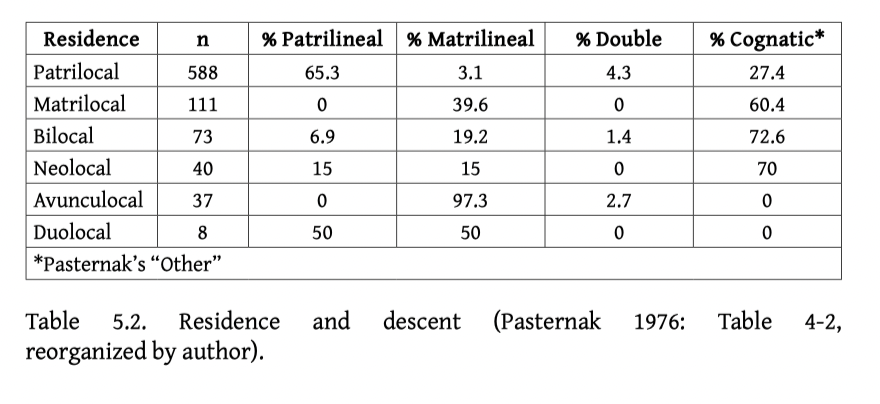 Residence n % Patrilineal % Matrilineal % Double % Cognatic*
Patrilocal 588 65.3 3.1 4.3 27.4
Matrilocal 111 0 39.6 0 60.4
Bilocal 73 6.9 19.2 1.4 72.6
Neolocal 40 15 15 0 70
Avunculocal 37 0 97.3 2.7 0
Duolocal 8 50 50 0 0
*Pasternak’s “Other”
Table 5.2. Residence and descent (Pasternak 1976: Table 4-2,
reorganized by author).